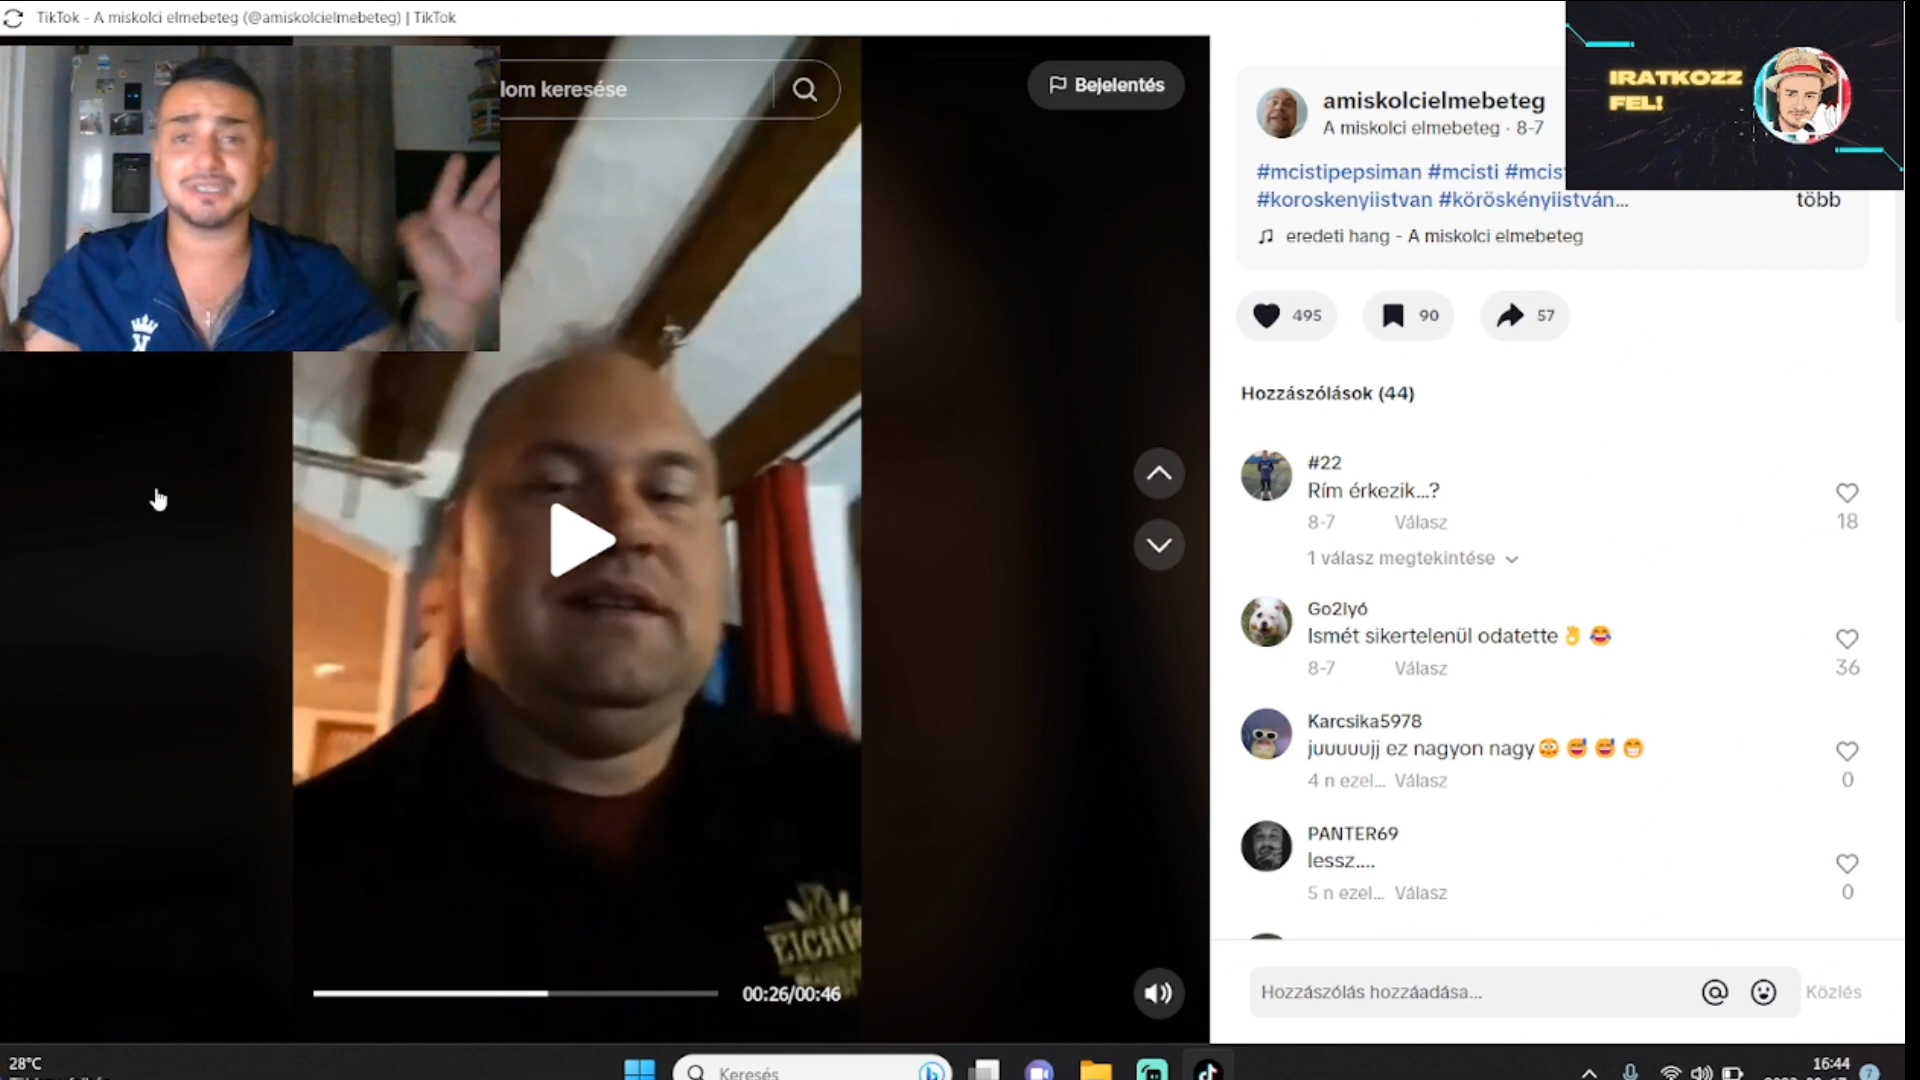 TikTok - A miskolci elmebeteg (@amiskolcielmebeteg) | TikTok
lom keresése
Bejelentés
IRATKOZZ
FEL!
amiskolcielmebeteg
A miskolci elmebeteg · 8-7
#mcistipepsiman #mcisti #mcist
#koroskenyiistvan #köröskényiistván...
több
eredeti hang - A miskolci elmebeteg
495
90
57
Hozzászólások (44)
#22
Rím érkezik...?
8-7 Válasz
18
1 válasz megtekintése
Go2lyó
Ismét sikertelenül odatette👌😂
8-7 Válasz
36
Karcsika5978
juuuuujj ez nagyon nagy😳😅😅😁
4 n ezel... Válasz
0
PANTER69
lessz....
5 n ezel... Válasz
0
00:26/00:46
Hozzászólás hozzáadása...
Közlés
28°C
Keresés
16:44
7